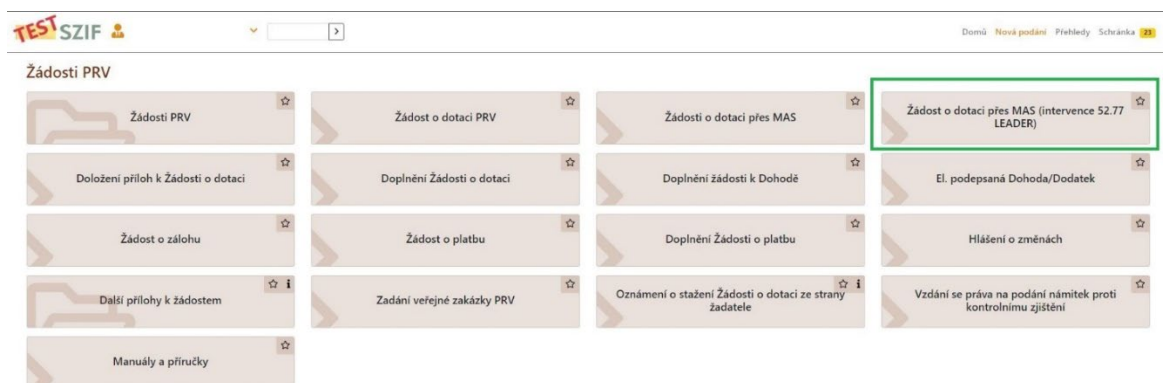 TEST SZIF
Domů Nová podání Přehledy Schránka 25
Žádosti PRV
Žádosti PRV
Žádost o dotaci PRV
Žádosti o dotaci přes MAS
Žádost o dotaci přes MAS (intervence 52.77
LEADER)
Doložení příloh k Žádosti o dotaci
Doplnění Žádosti o dotaci
Doplnění žádosti k Dohodě
El. podepsaná Dohoda/Dodatek
Žádost o zálohu
Žádost o platbu
Doplnění Žádosti o platbu
Hlášení o změnách
Další přílohy k žádostem
Zadání veřejné zakázky PRV
Oznámení o stažení Žádosti o dotaci ze strany
žadatele
Vzdání se práva na podání námitek proti
kontrolnímu zjištění
Manuály a příručky